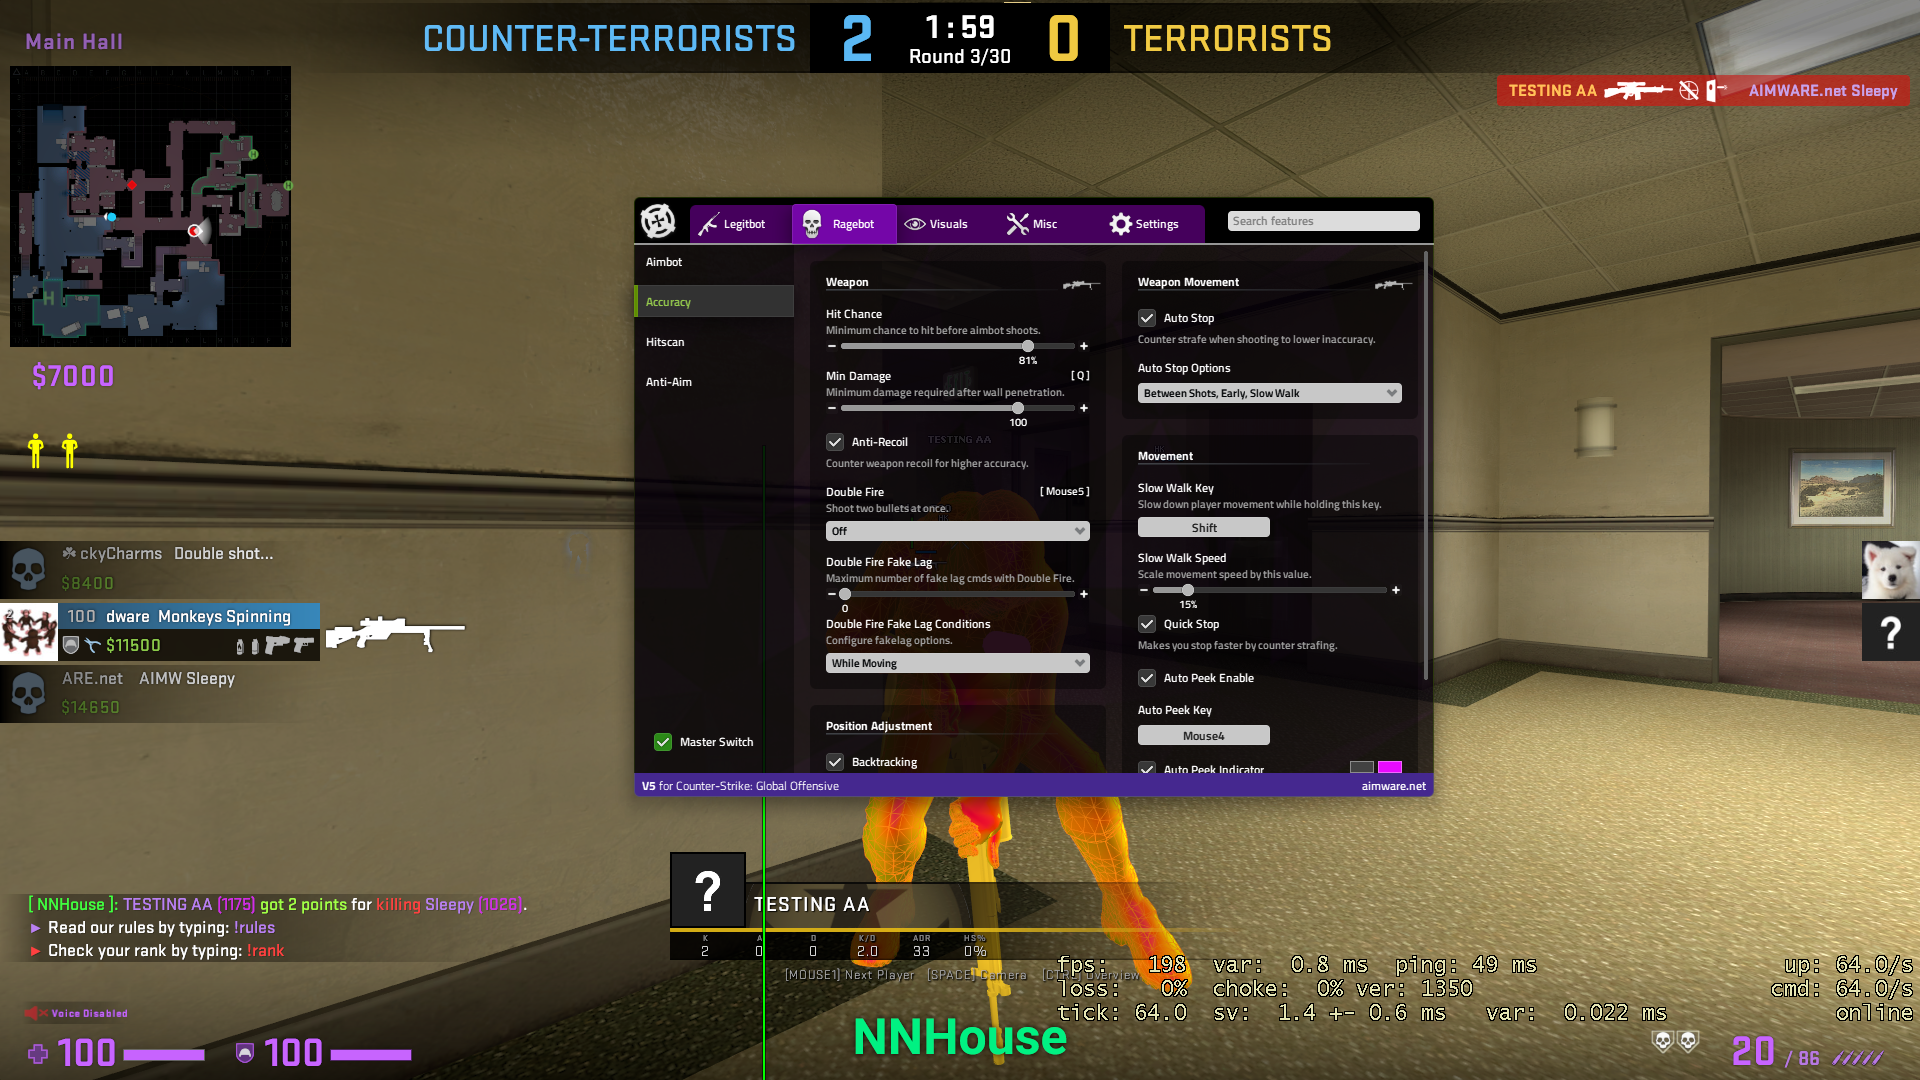 Main Hall
COUNTER-TERRORISTS 2 1:59 0 TERRORISTS
Round 3/30
TESTING AA AIMWARE.net Sleepy
$7000
Legitbot Ragebot Visuals Misc Settings Search features
Aimbot
Accuracy
Hitscan
Anti-Aim
Master Switch
Weapon
Hit Chance
Minimum chance to hit before aimbot shoots.
81%
Min Damage [ Q ]
Minimum damage required after wall penetration.
100
Anti-Recoil
TESTING AA
Counter weapon recoil for higher accuracy.
Double Fire [ Mouse5 ]
Shoot two bullets at once.
Off
Double Fire Fake Lag
Maximum number of fake lag cmds with Double Fire.
0
Double Fire Fake Lag Conditions
Configure fakelag options.
While Moving
Position Adjustment
Backtracking
Weapon Movement
Auto Stop
Counter strafe when shooting to lower inaccuracy.
Auto Stop Options
Between Shots, Early, Slow Walk
Movement
Slow Walk Key
Slow down player movement while holding this key.
Shift
Slow Walk Speed
Scale movement speed by this value.
15%
Quick Stop
Makes you stop faster by counter strafing.
Auto Peek Enable
Auto Peek Key
Mouse4
Auto Peek Indicator
V5 for Counter-Strike: Global Offensive aimware.net
ckyCharms Double shot...
$8400
100 dware Monkeys Spinning
$11500
ARE.net AIMW Sleepy
$14650
?
[ NNHouse ]: TESTING AA [1175] got 2 points for killing Sleepy [1026].
► Read our rules by typing: !rules
► Check your rank by typing: !rank
Voice Disabled
100 100
?
TESTING AA
K A D K/D ADR HS%
2 0 0 2.0 33 0%
[MOUSE1] Next Player [SPACE] Camera [CTRL] Overview
fps: 198 var: 0.8 ms ping: 49 ms up: 64.0/s
loss: 0% choke: 0% ver: 1350 cmd: 64.0/s
tick: 64.0 sv: 1.4 +- 0.6 ms var: 0.022 ms online
NNHouse
20 / 86